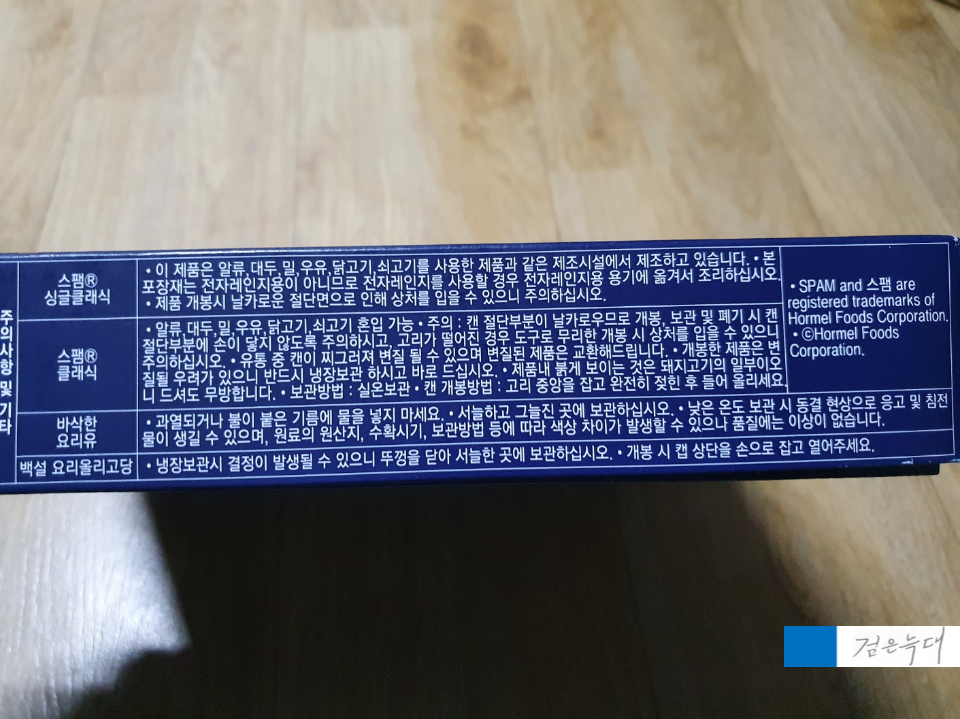 주의사항 및 기타
스팸®
싱글클래식
• 이 제품은 알류, 대두, 밀, 우유, 닭고기, 쇠고기를 사용한 제품과 같은 제조시설에서 제조하고 있습니다. • 본
포장재는 전자레인지용이 아니므로 전자레인지를 사용할 경우 전자레인지용 용기에 옮겨서 조리하십시오.
• 제품 개봉시 날카로운 절단면으로 인해 상처를 입을 수 있으니 주의하십시오.
스팸®
클래식
• 알류, 대두, 밀, 우유, 닭고기, 쇠고기 혼입 가능 • 주의 : 캔 절단부분이 날카로우므로 개봉, 보관 및 폐기 시 캔
절단부분에 손이 닿지 않도록 주의하시고, 고리가 떨어진 경우 도구로 무리한 개봉 시 상처를 입을 수 있으니
주의하십시오. • 유통 중 캔이 찌그러져 변질 될 수 있으며 변질된 제품은 교환해드립니다. • 개봉한 제품은 변
질될 우려가 있으니 반드시 냉장보관 하시고 바로 드십시오. • 제품내 붉게 보이는 것은 돼지고기의 일부이오
니 드셔도 무방합니다. • 보관방법 : 실온보관 • 캔 개봉방법 : 고리 중앙을 잡고 완전히 젖힌 후 들어 올리세요.
• SPAM and 스팸 are
registered trademarks of
Hormel Foods Corporation.
• ⓒHormel Foods
Corporation.
바삭한
요리유
• 과열되거나 불이 붙은 기름에 물을 넣지 마세요. • 서늘하고 그늘진 곳에 보관하십시오. • 낮은 온도 보관 시 동결 현상으로 응고 및 침전
물이 생길 수 있으며, 원료의 원산지, 수확시기, 보관방법 등에 따라 색상 차이가 발생할 수 있으나 품질에는 이상이 없습니다.
백설 요리올리고당
• 냉장보관시 결정이 발생될 수 있으니 뚜껑을 닫아 서늘한 곳에 보관하십시오. • 개봉 시 캡 상단을 손으로 잡고 열어주세요.
검은늑대